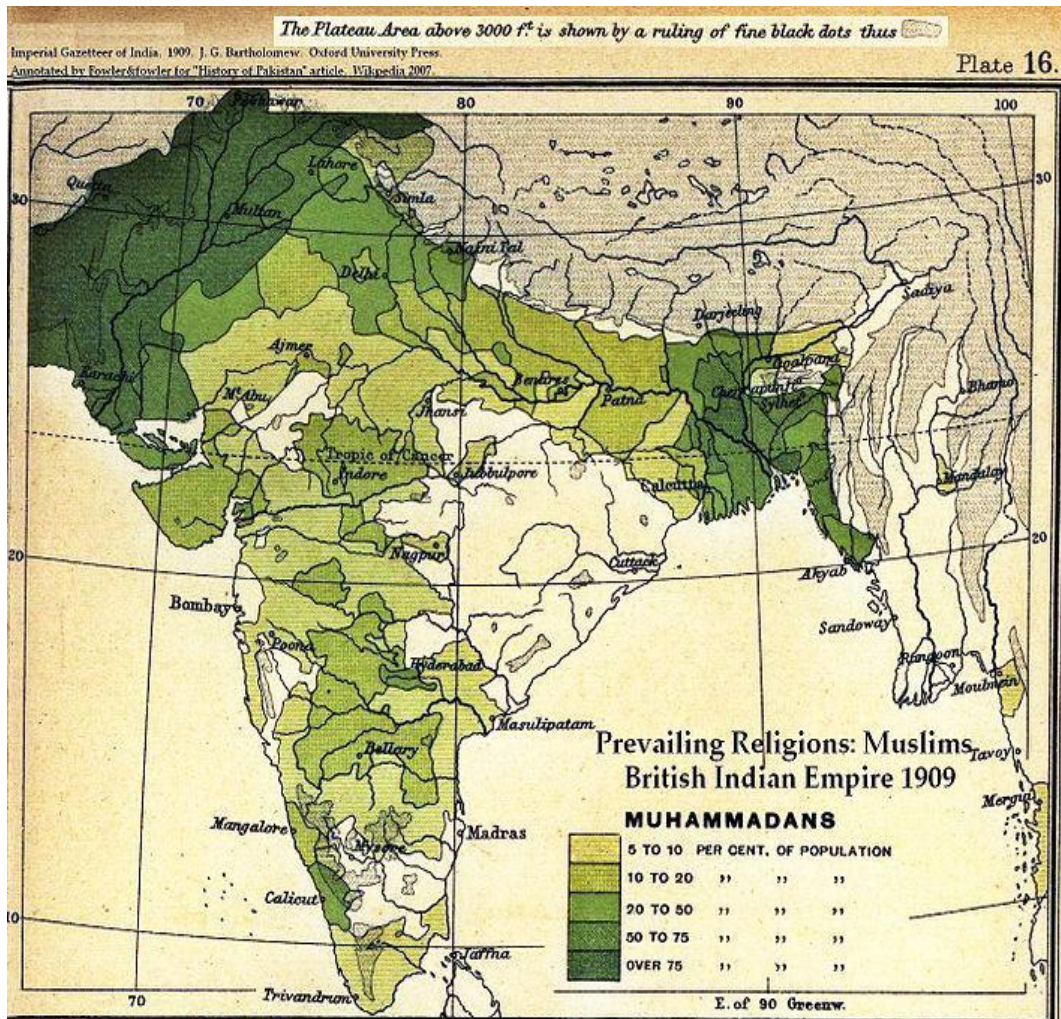 The Plateau Area above 3000 f.t is shown by a ruling of fine black dots thus
Imperial Gazetteer of India. 1909. J. G. Bartholomew. Oxford University Press.
Annotated by Fowler&fowler for "History of Pakistan" article. Wikpedia 2007.
Plate 16.
70
80
90
100
Peshawar
Lahore
Quetta
Simla
30
30
Multan
Naini Tal
Delhi
Sadiya
Darjeeling
Ajmer
Goalpara
Karachi
Benares
Cherrapunji
Bhamo
Mt Abu
Patna
Sylhet
Jhansi
Tropic of Cancer
Indore
Jubbulpore
Calcutta
Mandalay
20
Nagpur
20
Cuttack
Akyab
Bombay
Sandoway
Poona
Hyderabad
Rangoon
Moulmein
Masulipatam
Prevailing Religions: Muslims
British Indian Empire 1909
Bellary
Tavoy
Mergui
Mangalore
Madras
Mysore
MUHAMMADANS
5 TO 10 PER CENT. OF POPULATION
10 TO 20 " " "
Calicut
20 TO 50 " " "
10
50 TO 75 " " "
Jaffna
OVER 75 " " "
70
Trivandrum
80
E. of 90 Greenw.